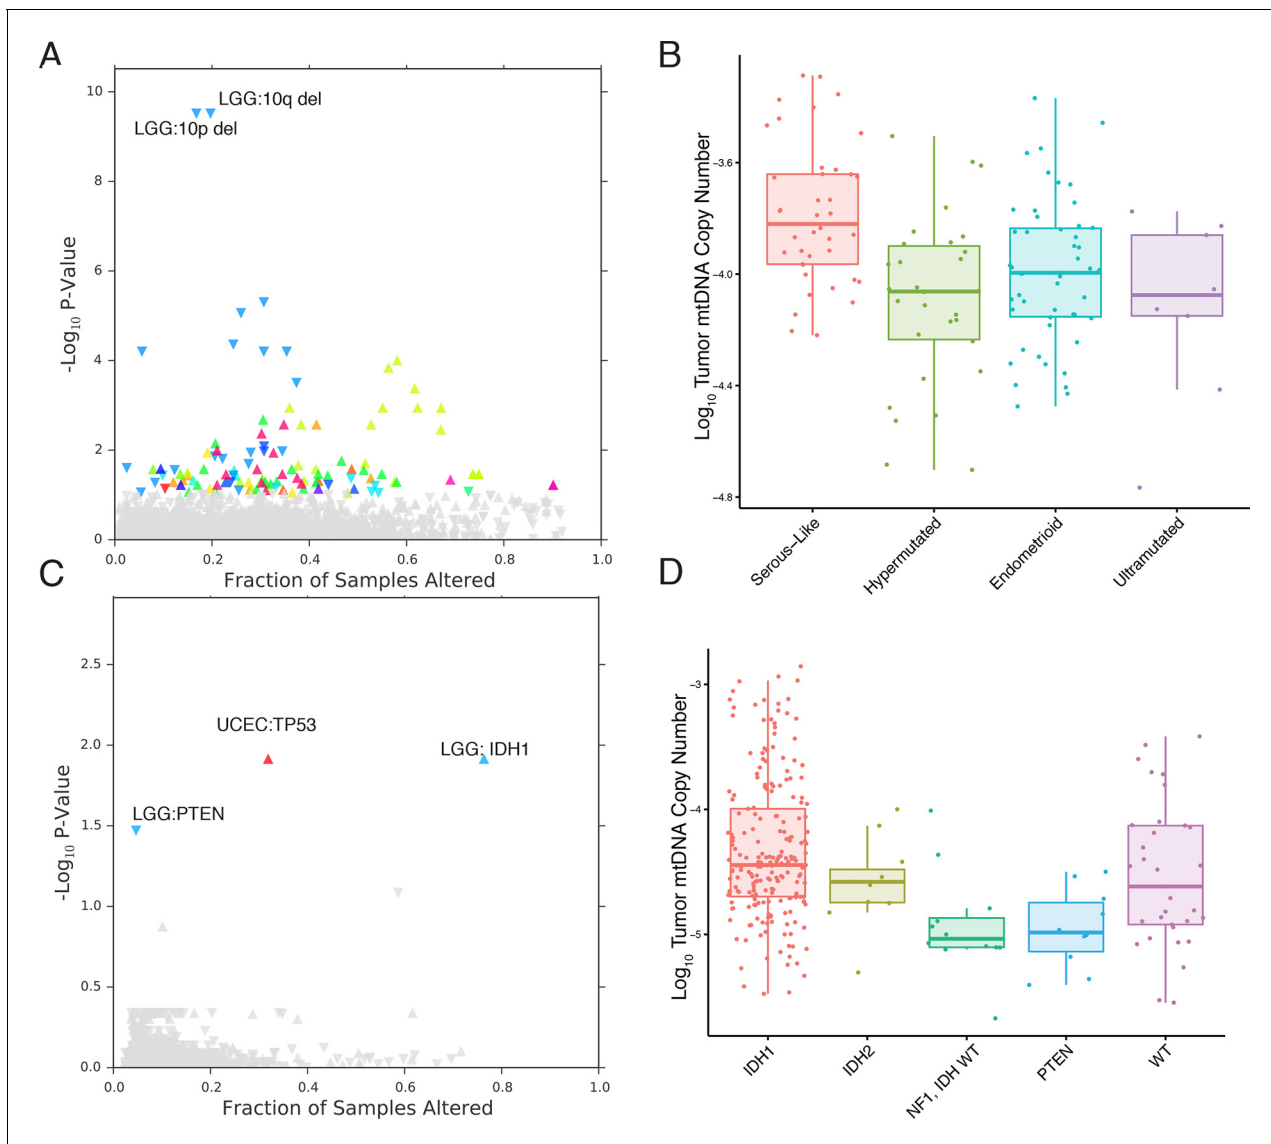 A
10
8
6
4
2
0
-Log10 P-Value
LGG:10q del
LGG:10p del
0.0 0.2 0.4 0.6 0.8 1.0
Fraction of Samples Altered
B
−3.6
−4.0
−4.4
−4.8
Log10 Tumor mtDNA Copy Number
Serous−Like
Hypermutated
Endometrioid
Ultramutated
C
2.5
2.0
1.5
1.0
0.5
0.0
-Log10 P-Value
UCEC:TP53
LGG: IDH1
LGG:PTEN
0.0 0.2 0.4 0.6 0.8 1.0
Fraction of Samples Altered
D
−3
−4
−5
Log10 Tumor mtDNA Copy Number
IDH1
IDH2
NF1, IDH WT
PTEN
WT